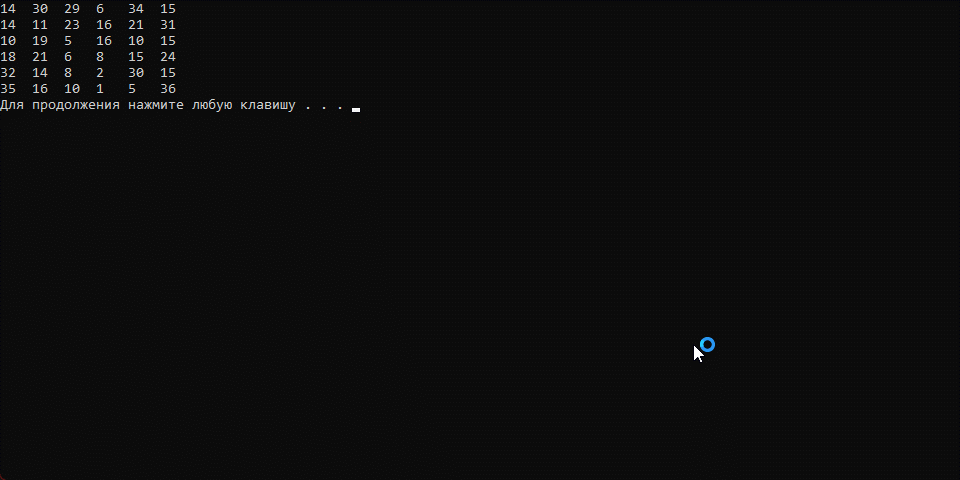 14 30 29 6 34 15
14 11 23 16 21 31
10 19 5 16 10 15
18 21 6 8 15 24
32 14 8 2 30 15
35 16 10 1 5 36
Для продолжения нажмите любую клавишу . . .